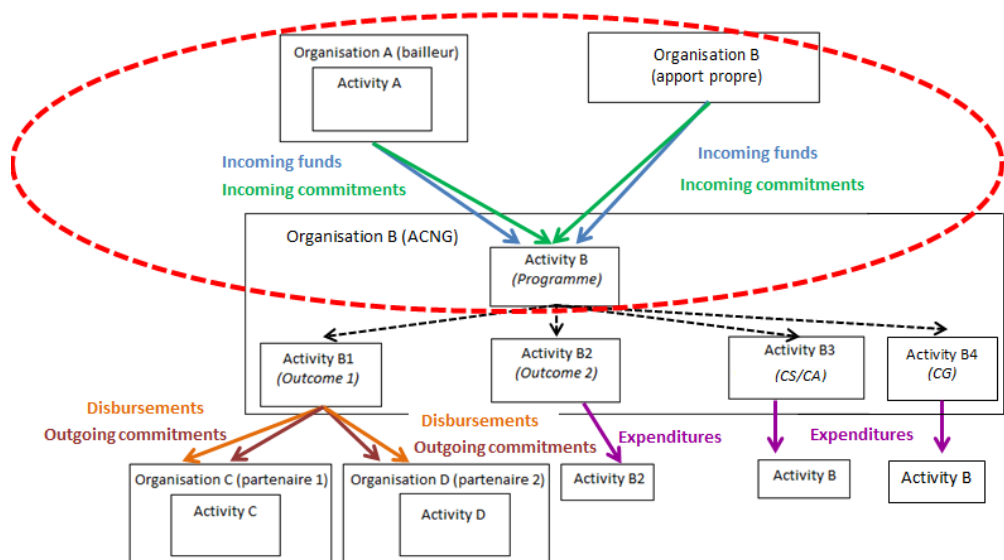 Organisation A (bailleur)
Activity A
Organisation B
(apport propre)
Incoming funds
Incoming commitments
Incoming funds
Incoming commitments
Organisation B (ACNG)
Activity B
(Programme)
Activity B1
(Outcome 1)
Activity B2
(Outcome 2)
Activity B3
(CS/CA)
Activity B4
(CG)
Disbursements
Outgoing commitments
Disbursements
Outgoing commitments
Expenditures
Expenditures
Organisation C (partenaire 1)
Activity C
Organisation D (partenaire 2)
Activity D
Activity B2
Activity B
Activity B